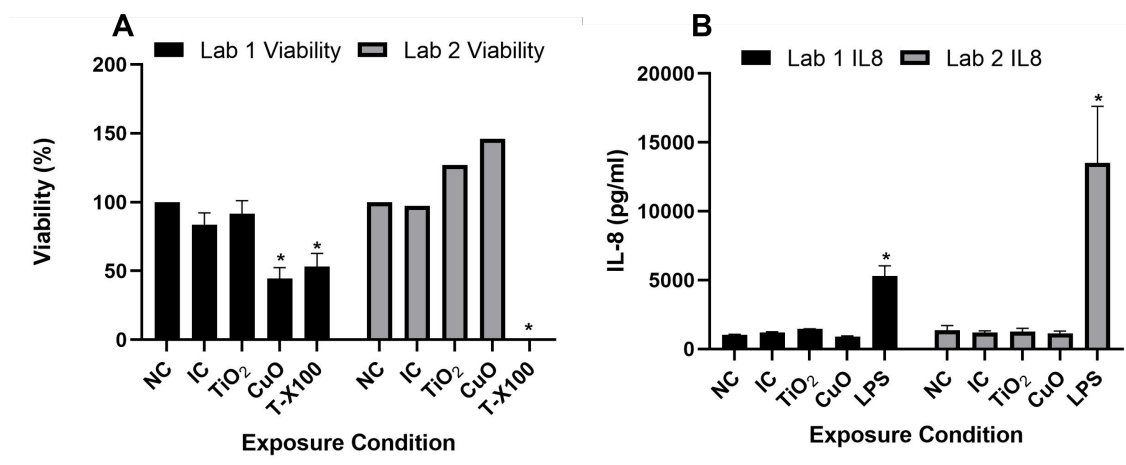 A
Lab 1 Viability Lab 2 Viability
Viability (%)
200
150
100
50
0
* * *
NC IC TiO₂ CuO T-X100 NC IC TiO₂ CuO T-X100
Exposure Condition
B
Lab 1 IL8 Lab 2 IL8
IL-8 (pg/ml)
20000
15000
10000
5000
0
* *
NC IC TiO₂ CuO LPS NC IC TiO₂ CuO LPS
Exposure Condition